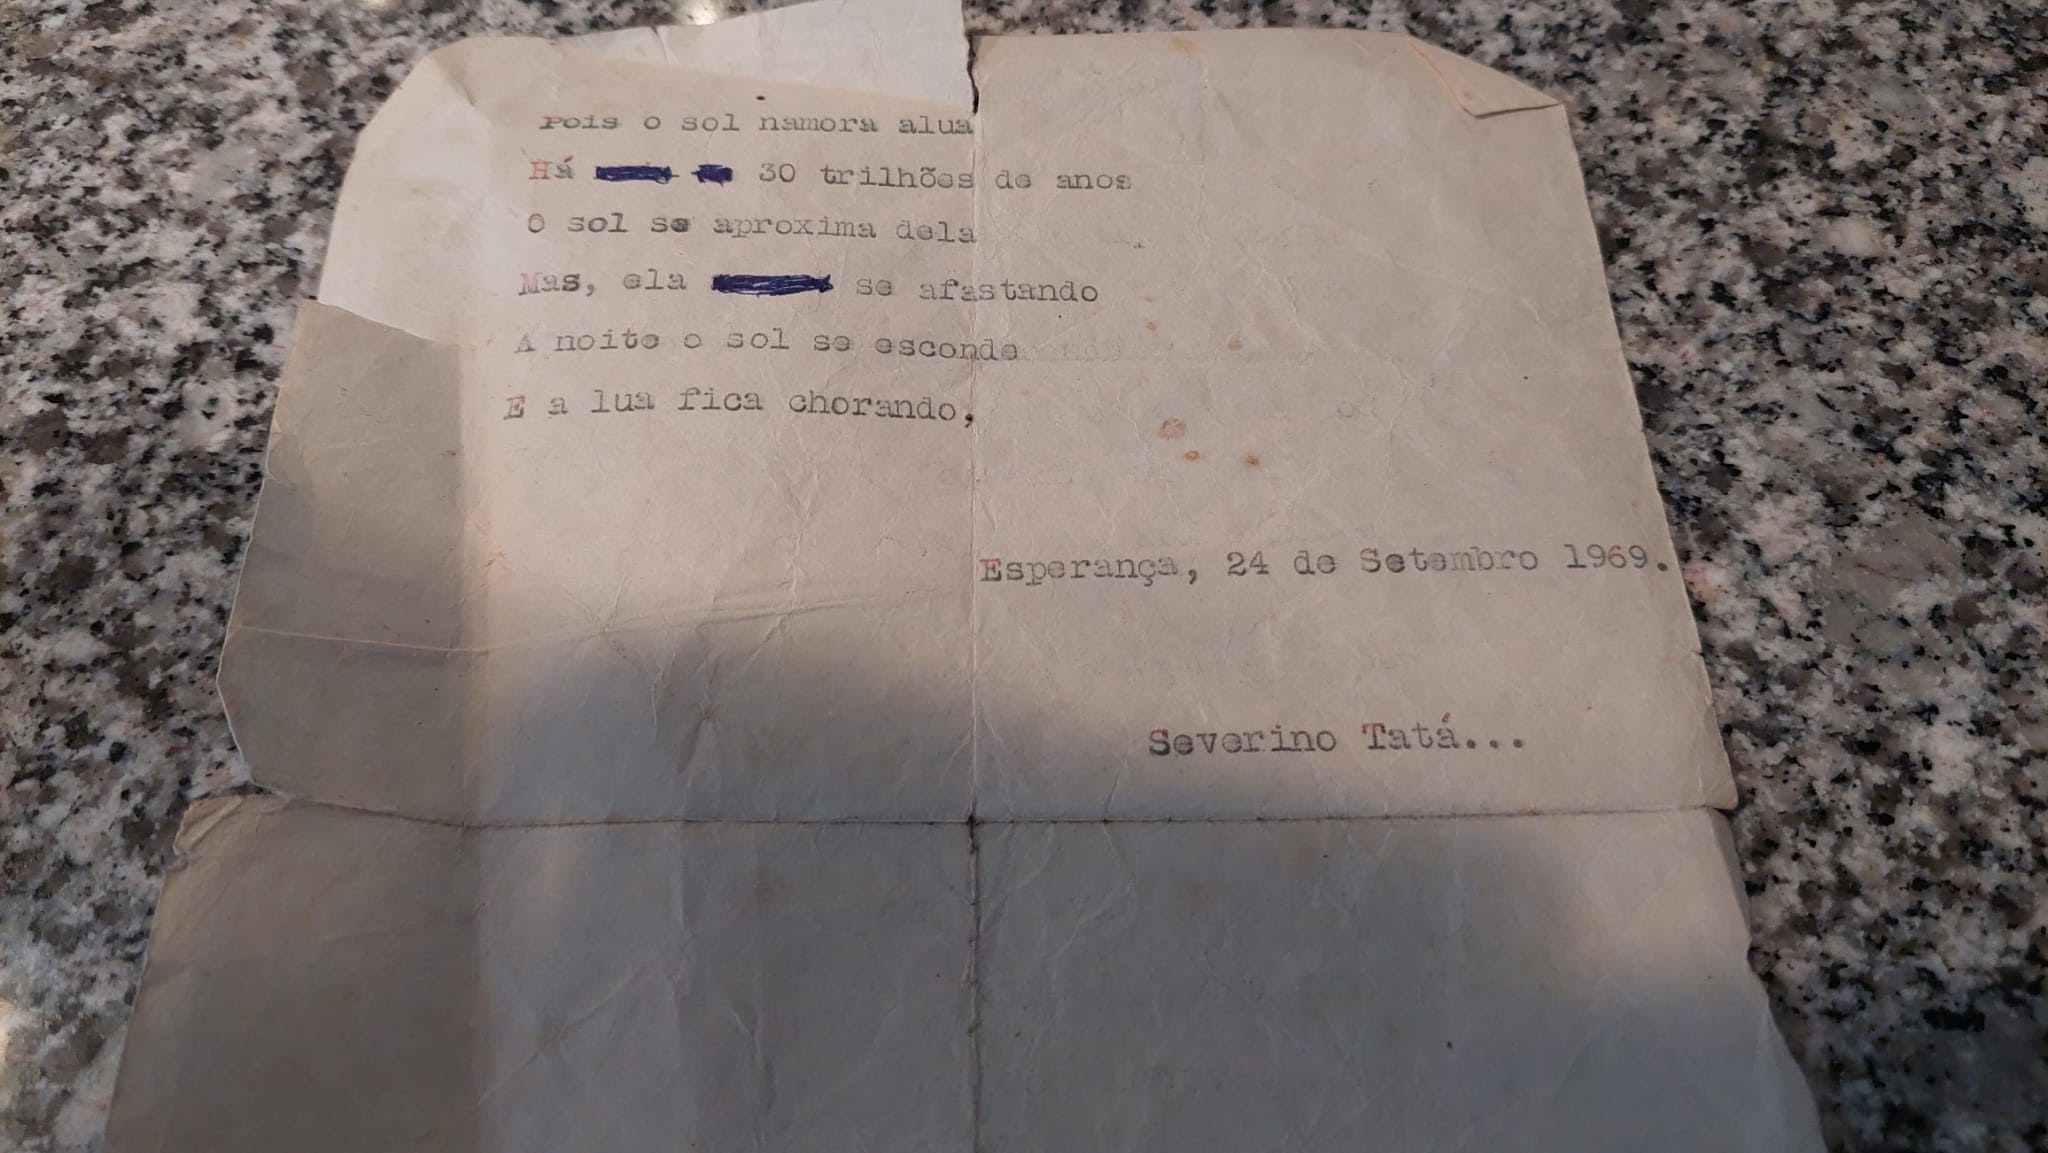 Pois o sol namora alua
Há 30 trilhões de anos
O sol se aproxima dela
Mas, ela se afastando
A noite o sol se esconde
E a lua fica chorando,
Esperança, 24 de Setembro 1969.
Severino Tatá...